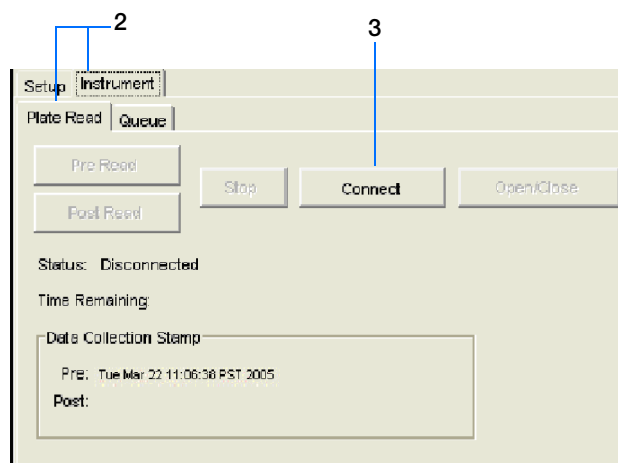 2
3
Setup Instrument
Plate Read Queue
Pre Read
Stop Connect Open/Close
Post Read
Status: Disconnected
Time Remaining:
Data Collection Stamp
Pre: Tue Mar 22 11:06:38 PST 2005
Post: